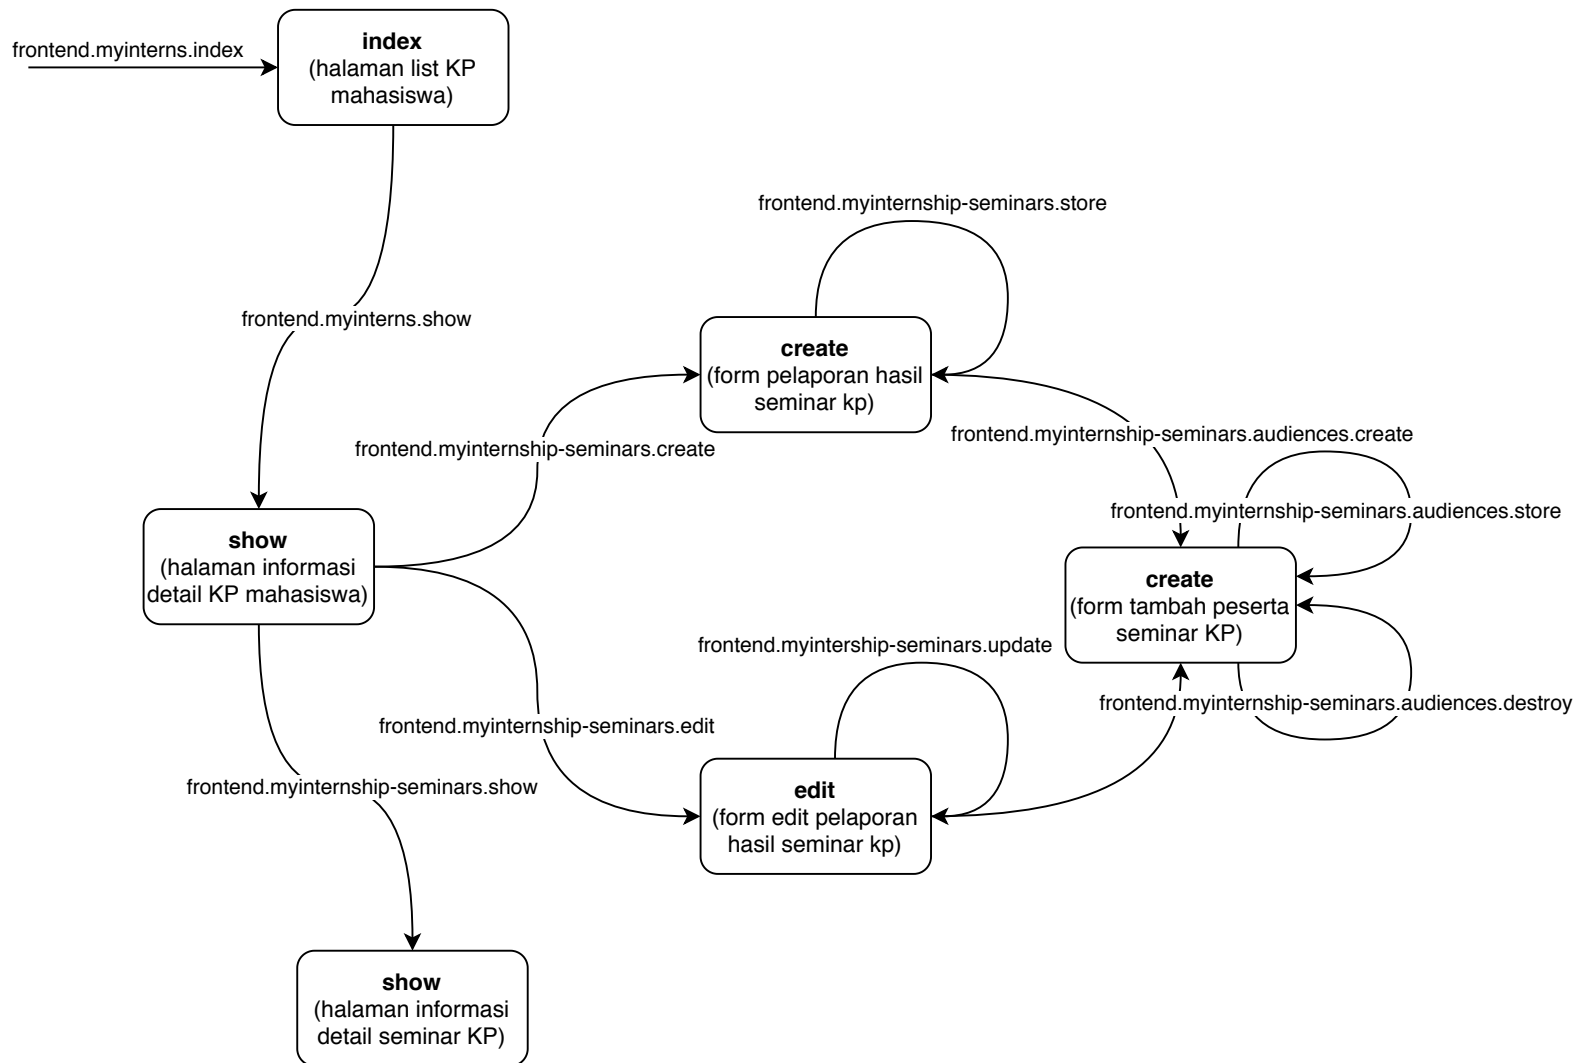 frontend.myinterns.index
index
(halaman list KP
mahasiswa)
frontend.myinternship-seminars.store
frontend.myinterns.show
create
(form pelaporan hasil
seminar kp)
frontend.myinternship-seminars.create
frontend.myinternship-seminars.audiences.create
frontend.myinternship-seminars.audiences.store
show
(halaman informasi
detail KP mahasiswa)
create
(form tambah peserta
seminar KP)
frontend.myintership-seminars.update
frontend.myinternship-seminars.audiences.destroy
frontend.myinternship-seminars.edit
frontend.myinternship-seminars.show
edit
(form edit pelaporan
hasil seminar kp)
show
(halaman informasi
detail seminar KP)